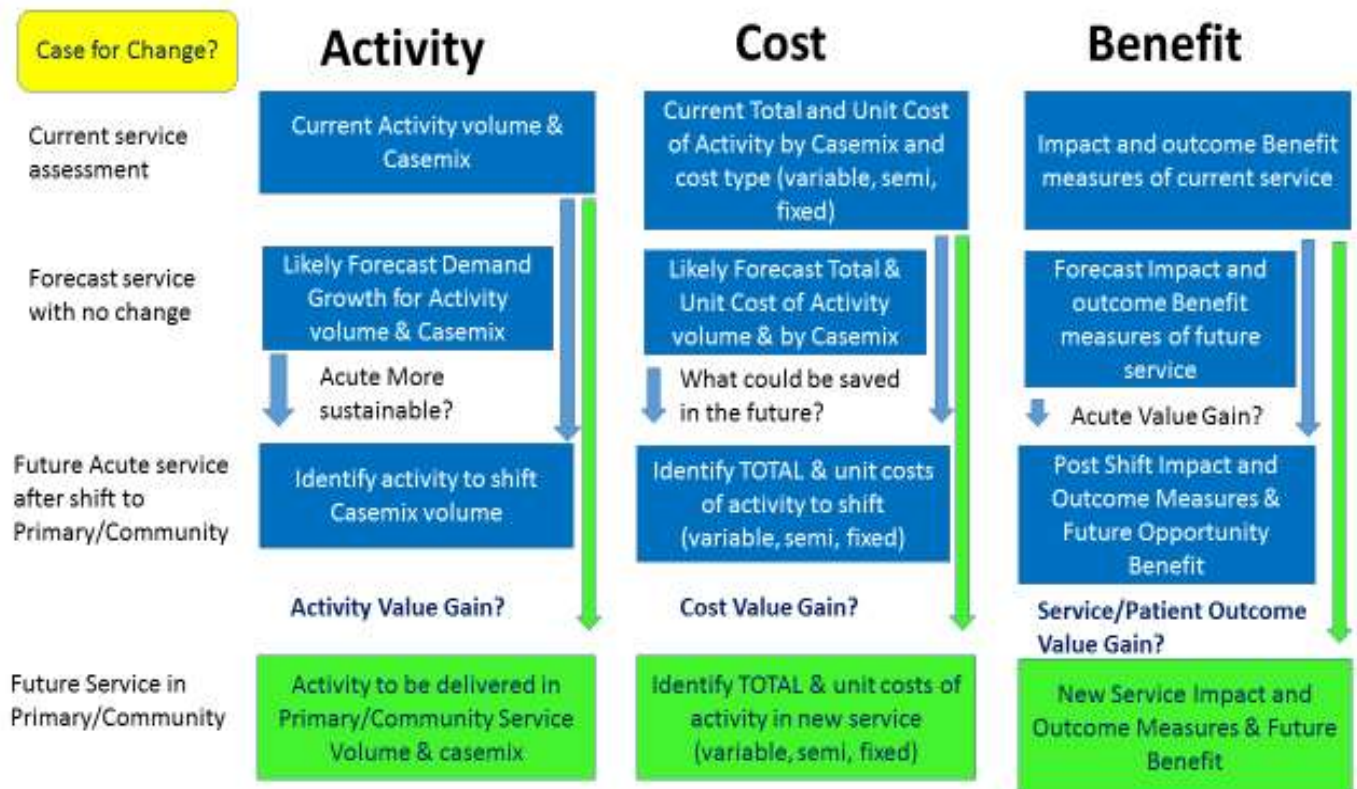 Case for Change?
Activity
Cost
Benefit
Current service
assessment
Current Activity volume &
Casemix
Current Total and Unit Cost
of Activity by Casemix and
cost type (variable, semi,
fixed)
Impact and outcome Benefit
measures of current service
Forecast service
with no change
Likely Forecast Demand
Growth for Activity
volume & Casemix
Likely Forecast Total &
Unit Cost of Activity
volume & by Casemix
Forecast Impact and
outcome Benefit
measures of future
service
Acute More
sustainable?
What could be saved
in the future?
Acute Value Gain?
Future Acute service
after shift to
Primary/Community
Identify activity to shift
Casemix volume
Identify TOTAL & unit costs
of activity to shift
(variable, semi, fixed)
Post Shift Impact and
Outcome Measures &
Future Opportunity
Benefit
Activity Value Gain?
Cost Value Gain?
Service/Patient Outcome
Value Gain?
Future Service in
Primary/Community
Activity to be delivered in
Primary/Community Service
Volume & casemix
Identify TOTAL & unit costs of
activity in new service
(variable, semi, fixed)
New Service Impact and
Outcome Measures & Future
Benefit